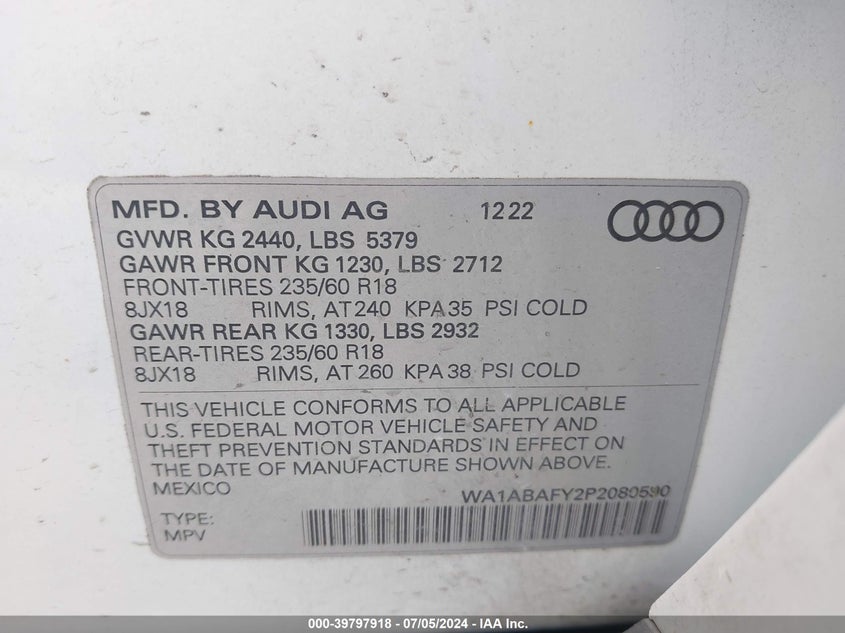 MFD. BY AUDI AG 12 22
GVWR KG 2440, LBS 5379
GAWR FRONT KG 1230, LBS 2712
FRONT-TIRES 235/60 R18
8JX18 RIMS, AT 240 KPA 35 PSI COLD
GAWR REAR KG 1330, LBS 2932
REAR-TIRES 235/60 R18
8JX18 RIMS, AT 260 KPA 38 PSI COLD
THIS VEHICLE CONFORMS TO ALL APPLICABLE
U.S. FEDERAL MOTOR VEHICLE SAFETY AND
THEFT PREVENTION STANDARDS IN EFFECT ON
THE DATE OF MANUFACTURE SHOWN ABOVE.
MEXICO WA1ABAFY2P2080590
TYPE:
MPV
000-39797918 - 07/05/2024 - IAA Inc.